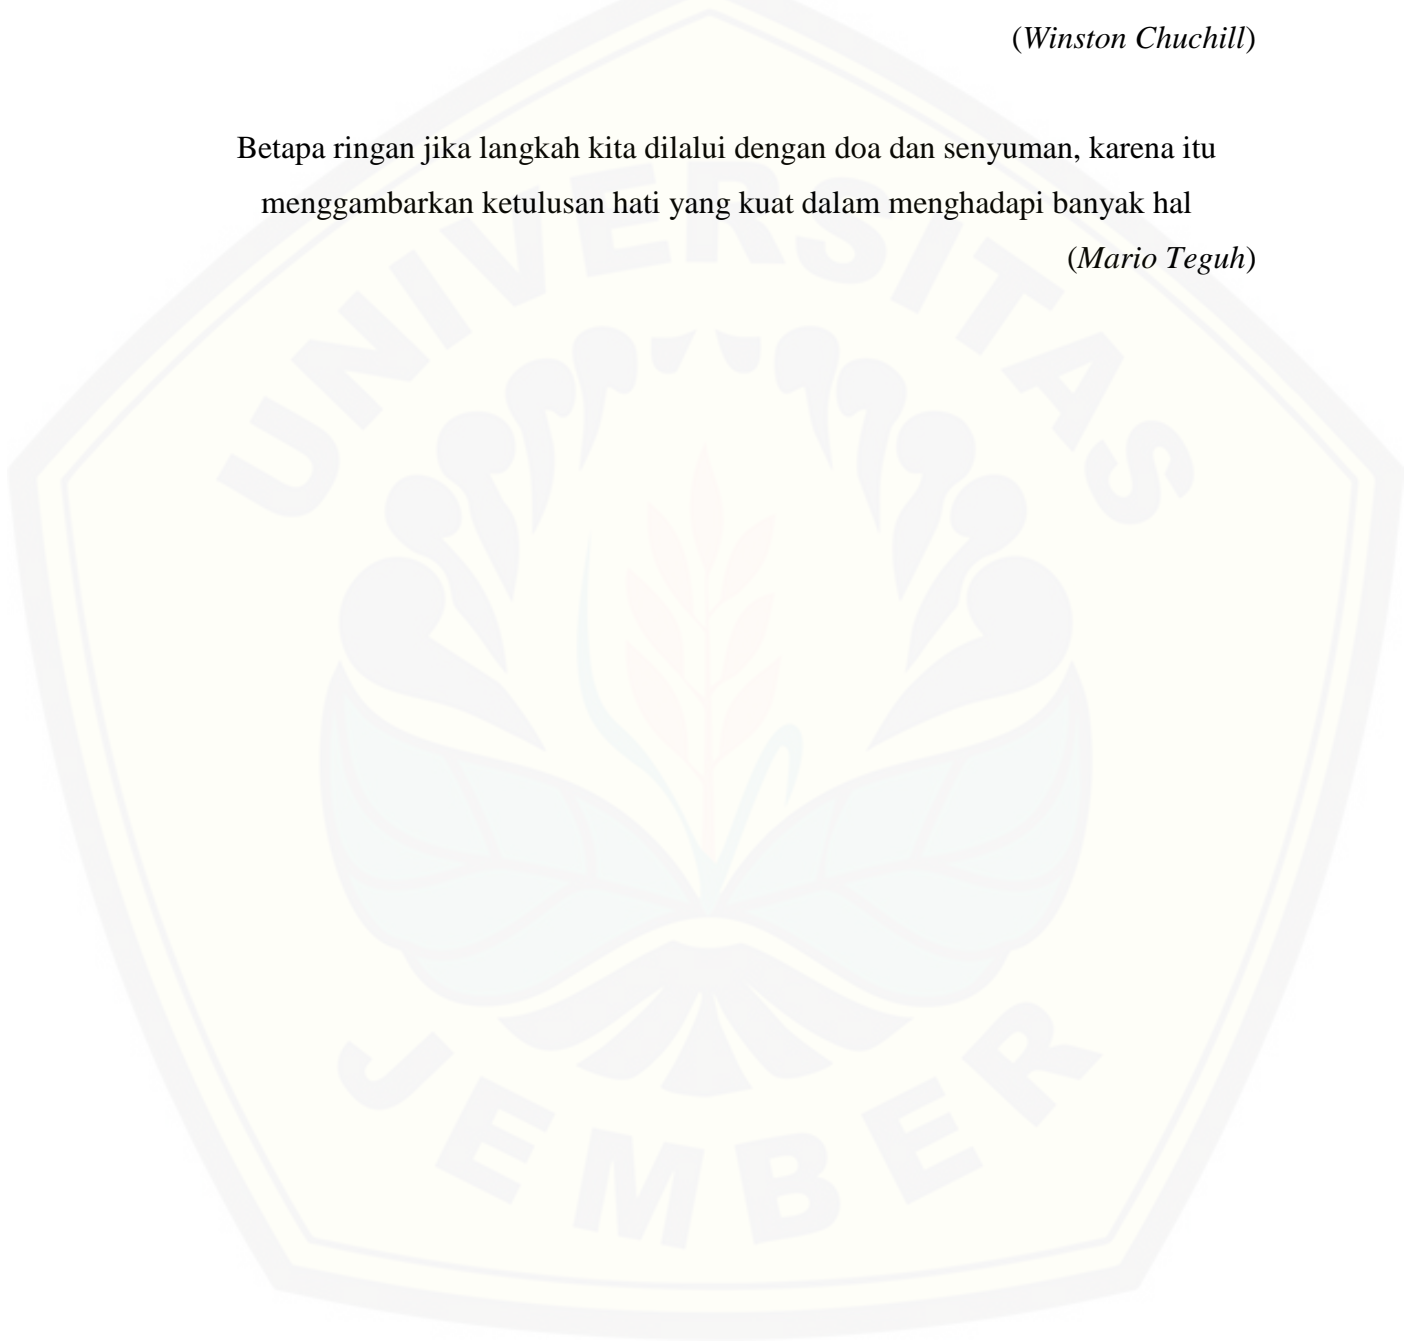 (Winston Chuchill)
Betapa ringan jika langkah kita dilalui dengan doa dan senyuman, karena itu
menggambarkan ketulusan hati yang kuat dalam menghadapi banyak hal
(Mario Teguh)
UNIVERSITAS
JEMBER